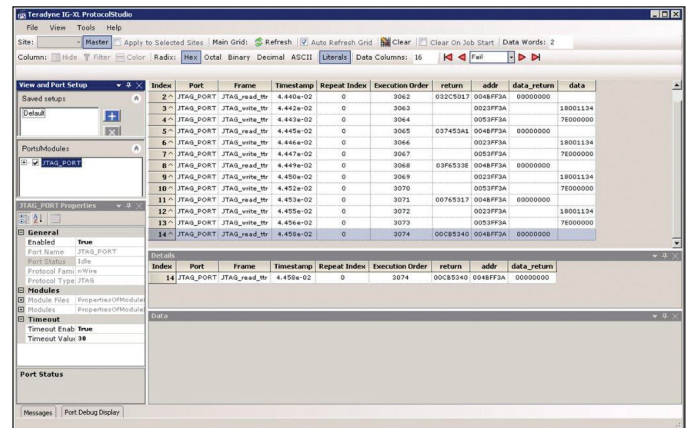 Teradyne IG-XL ProtocolStudio
File View Tools Help
Site: Master Apply to Selected Sites Main Grid: Refresh Auto Refresh Grid Clear Clear On Job Start Data Words: 2
Column: Hide Filter Color Radix: Hex Octal Binary Decimal ASCII Literals Data Columns: 16 Fail
View and Port Setup
Saved setups
Default
Ports/Modules
JTAG_PORT
JTAG_PORT Properties
General
Enabled True
Port Name JTAG_PORT
Port Status Idle
Protocol Fami nWire
Protocol Type JTAG
Modules
Module Files PropertiesOfModule
Modules PropertiesOfModule
Timeout
Timeout Enab True
Timeout Value 30
Port Status
Index Port Frame Timestamp Repeat Index Execution Order return addr data_return data
2 JTAG_PORT JTAG_read_ttr 4.440e-02 0 3062 032C5017 004BFF3A 00000000
3 JTAG_PORT JTAG_write_ttr 4.442e-02 0 3063 0023FF3A 18001134
4 JTAG_PORT JTAG_write_ttr 4.443e-02 0 3064 0053FF3A 7E000000
5 JTAG_PORT JTAG_read_ttr 4.445e-02 0 3065 037453A1 004BFF3A 00000000
6 JTAG_PORT JTAG_write_ttr 4.446e-02 0 3066 0023FF3A 18001134
7 JTAG_PORT JTAG_write_ttr 4.447e-02 0 3067 0053FF3A 7E000000
8 JTAG_PORT JTAG_read_ttr 4.449e-02 0 3068 03F6533E 004BFF3A 00000000
9 JTAG_PORT JTAG_write_ttr 4.450e-02 0 3069 0023FF3A 18001134
10 JTAG_PORT JTAG_write_ttr 4.452e-02 0 3070 0053FF3A 7E000000
11 JTAG_PORT JTAG_read_ttr 4.453e-02 0 3071 00765317 004BFF3A 00000000
12 JTAG_PORT JTAG_write_ttr 4.455e-02 0 3072 0023FF3A 18001134
13 JTAG_PORT JTAG_write_ttr 4.456e-02 0 3073 0053FF3A 7E000000
14 JTAG_PORT JTAG_read_ttr 4.458e-02 0 3074 00CB5340 004BFF3A 00000000
Details
Index Port Frame Timestamp Repeat Index Execution Order return addr data_return
14 JTAG_PORT JTAG_read_ttr 4.458e-02 0 3074 00CB5340 004BFF3A 00000000
Data
Messages Port Debug Display